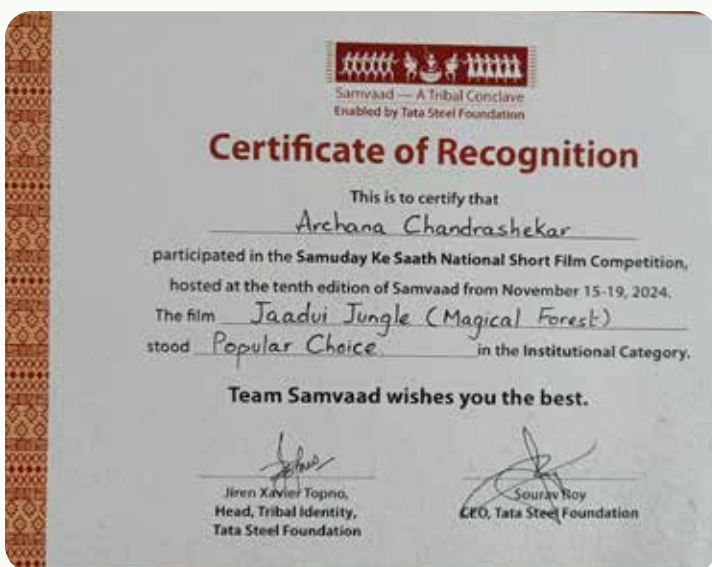 Samvaad — A Tribal Conclave
Enabled by Tata Steel Foundation
Certificate of Recognition
This is to certify that
Archana Chandrashekar
participated in the Samuday Ke Saath National Short Film Competition,
hosted at the tenth edition of Samvaad from November 15-19, 2024.
The film Jaadui Jungle (Magical Forest)
stood Popular Choice in the Institutional Category.
Team Samvaad wishes you the best.
Jiren Xavier Topno,
Head, Tribal Identity,
Tata Steel Foundation
Sourav Roy
CEO, Tata Steel Foundation